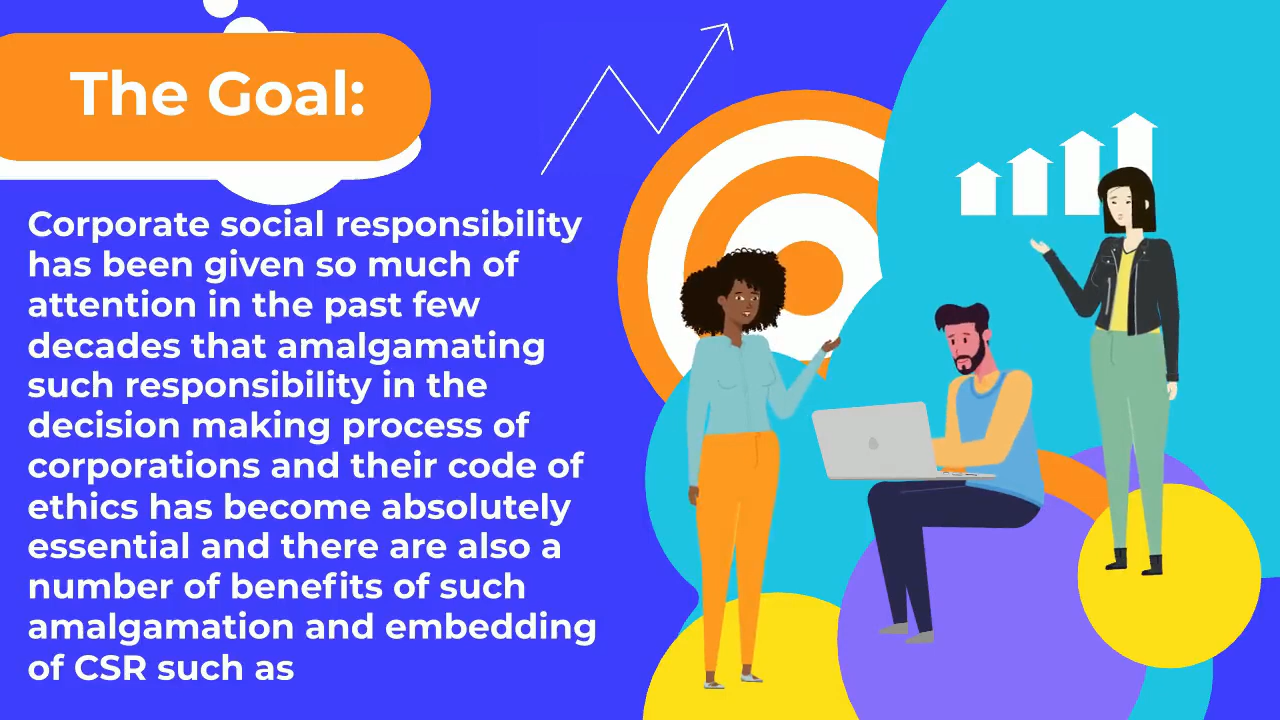 The Goal:
Corporate social responsibility
has been given so much of
attention in the past few
decades that amalgamating
such responsibility in the
decision making process of
corporations and their code of
ethics has become absolutely
essential and there are also a
number of benefits of such
amalgamation and embedding
of CSR such as